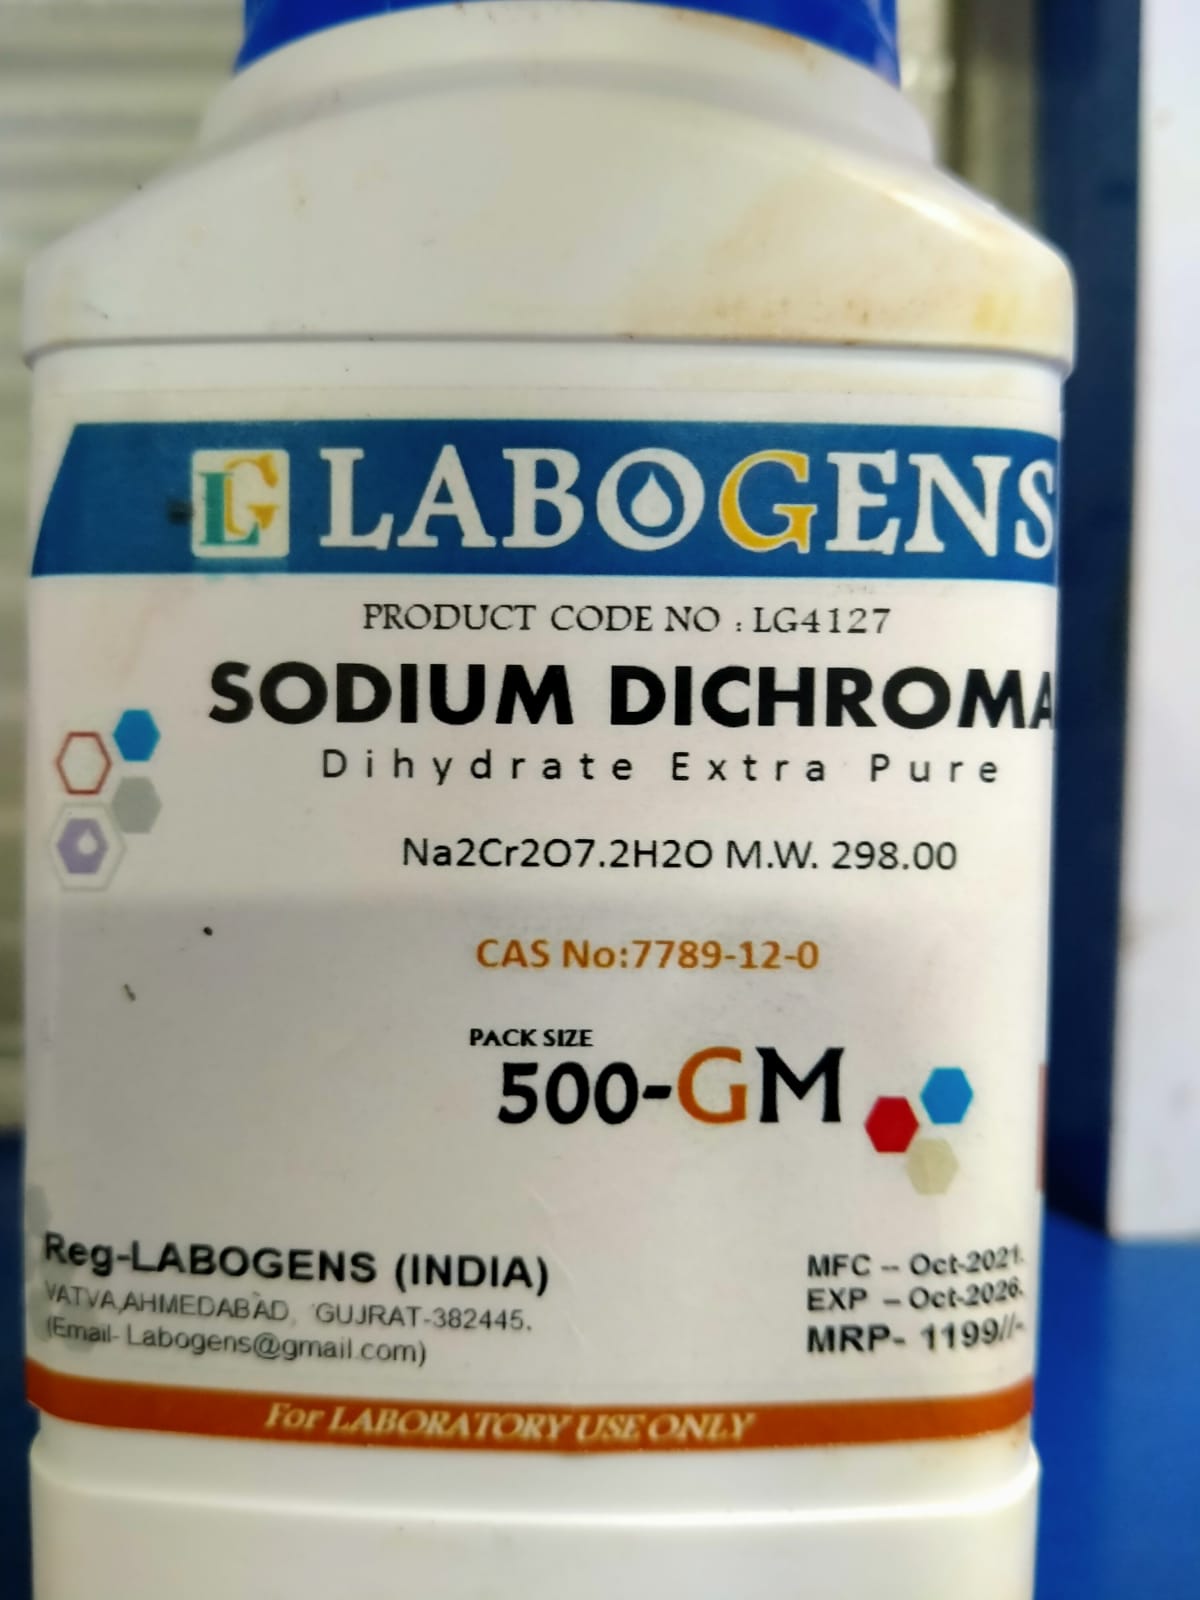 LG LABOGENS
PRODUCT CODE NO : LG4127
SODIUM DICHROMA
Dihydrate Extra Pure
Na2Cr2O7.2H2O M.W. 298.00
CAS No:7789-12-0
PACK SIZE
500-GM
Reg-LABOGENS (INDIA)
VATVA,AHMEDABAD, GUJRAT-382445.
(Email- Labogens@gmail.com)
MFC -- Oct-2021.
EXP - Oct-2026.
MRP- 1199//-
For LABORATORY USE ONLY